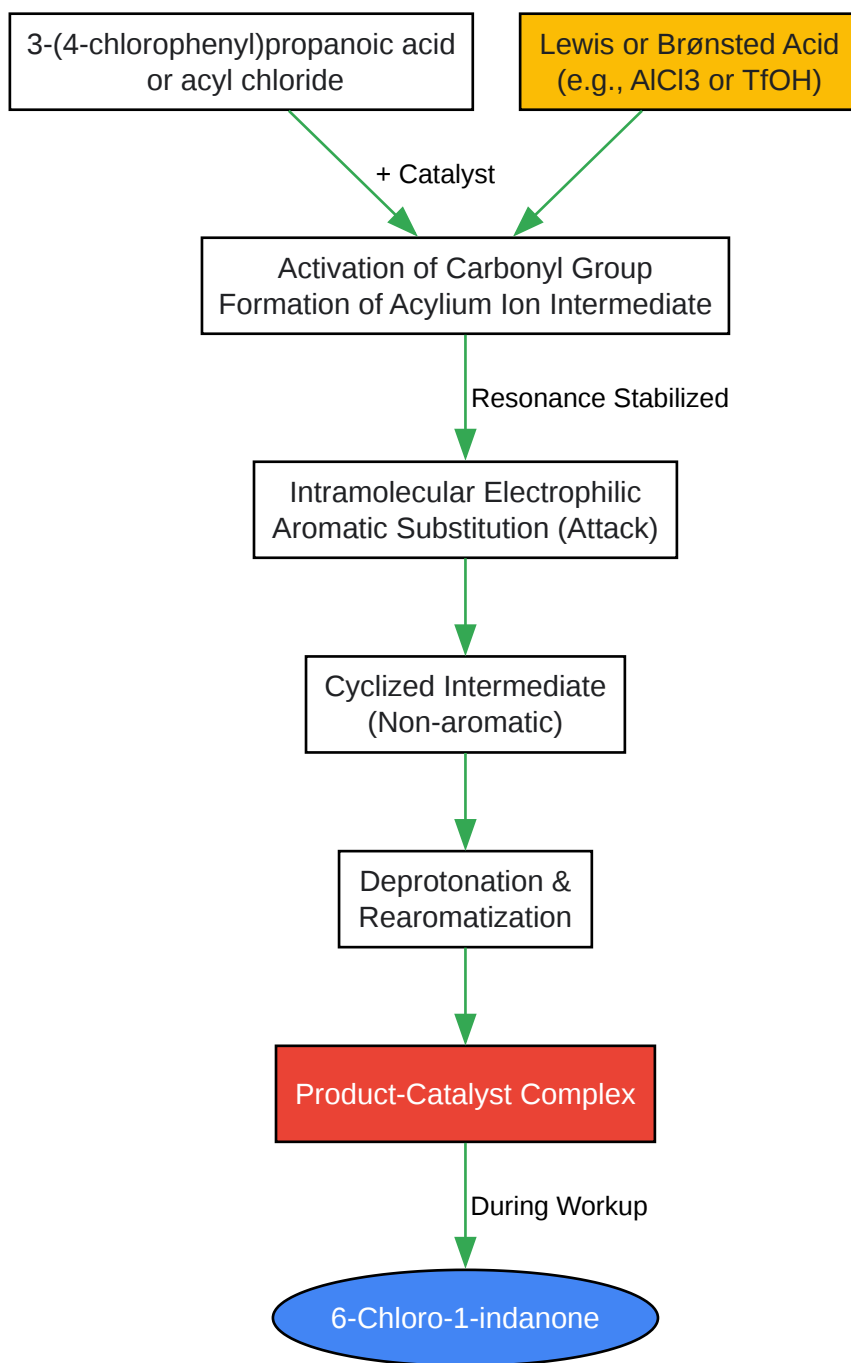 3-(4-chlorophenyl)propanoic acid
or acyl chloride
Lewis or Brønsted Acid
(e.g., AlCl3 or TfOH)
+ Catalyst
Activation of Carbonyl Group
Formation of Acylium Ion Intermediate
Resonance Stabilized
Intramolecular Electrophilic
Aromatic Substitution (Attack)
Cyclized Intermediate
(Non-aromatic)
Deprotonation &
Rearomatization
Product-Catalyst Complex
During Workup
6-Chloro-1-indanone